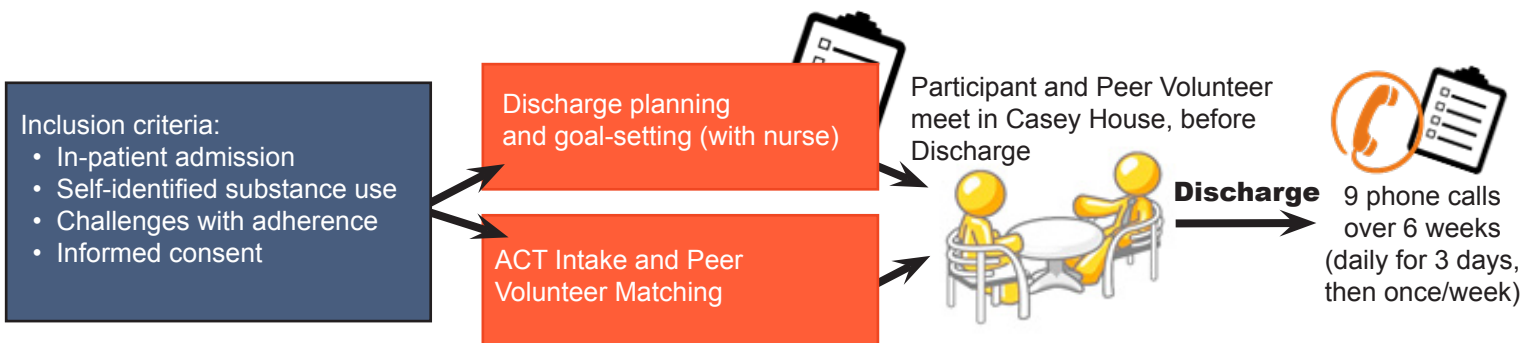 Inclusion criteria:
• In-patient admission
• Self-identified substance use
• Challenges with adherence
• Informed consent
Discharge planning
and goal-setting (with nurse)
ACT Intake and Peer
Volunteer Matching
Participant and Peer Volunteer
meet in Casey House, before
Discharge
Discharge
9 phone calls
over 6 weeks
(daily for 3 days,
then once/week)